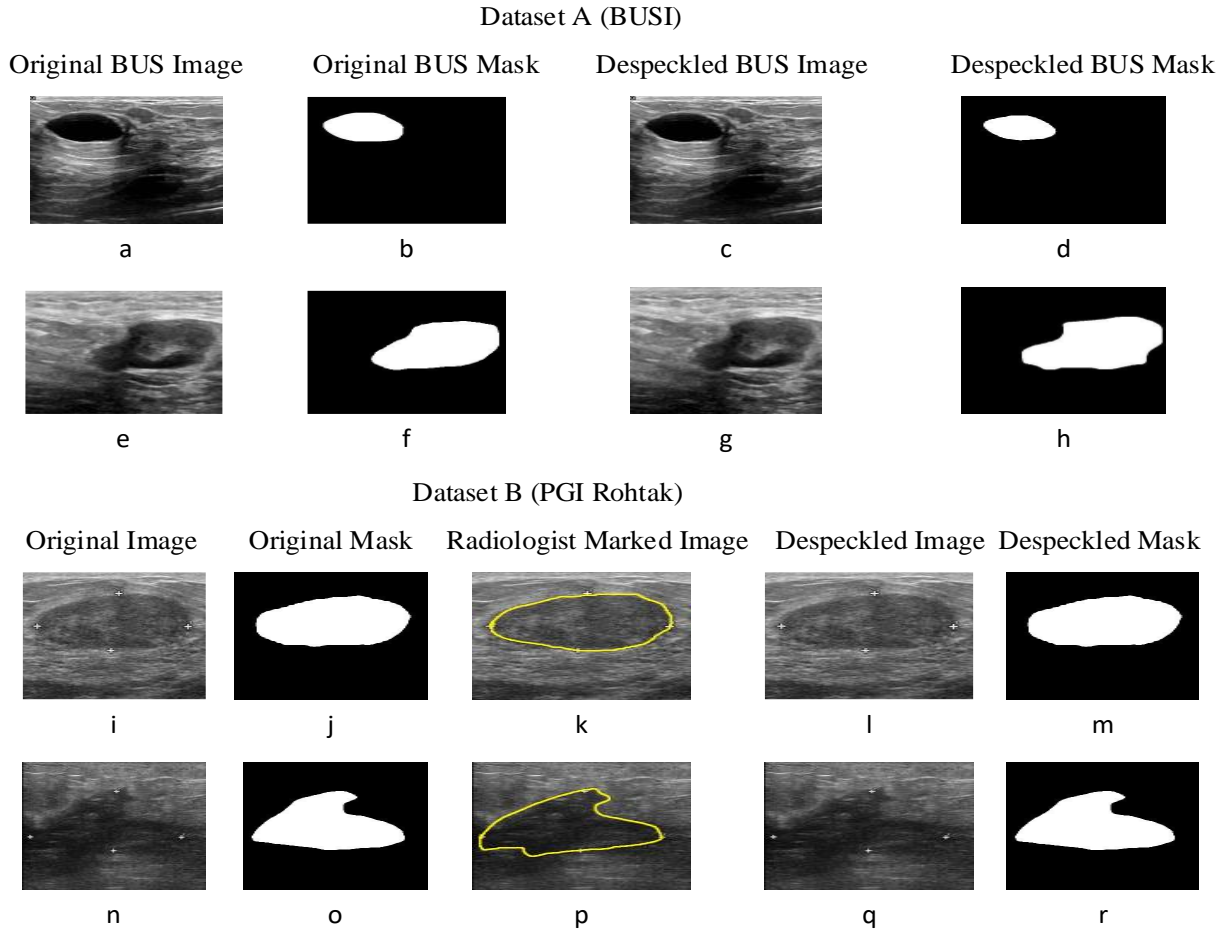 Dataset A (BUSI)
Original BUS Image Original BUS Mask Despeckled BUS Image Despeckled BUS Mask
a b c d
e f g h
Dataset B (PGI Rohtak)
Original Image Original Mask Radiologist Marked Image Despeckled Image Despeckled Mask
i j k l m
n o p q r